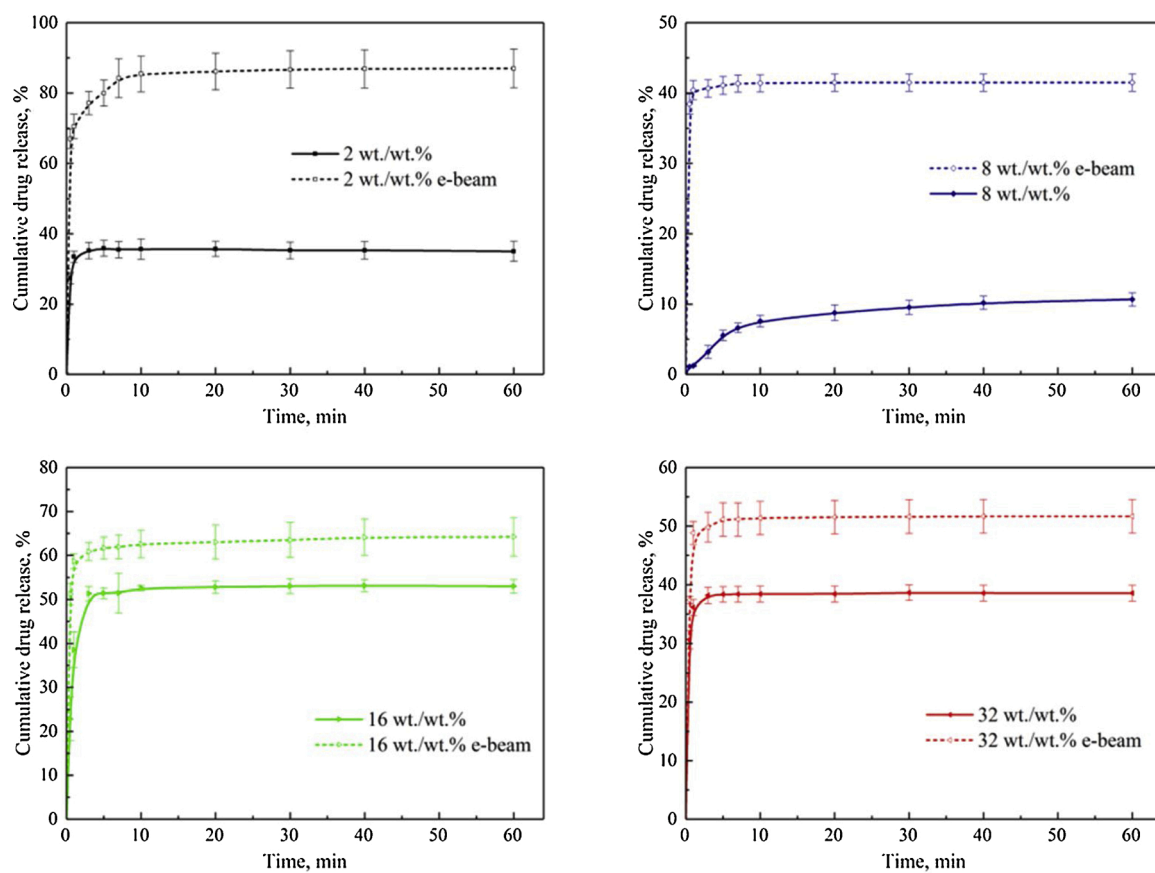 Cumulative drug release, %
100
80
60
40
20
0
2 wt./wt.%
2 wt./wt.% e-beam
0 10 20 30 40 50 60
Time, min
Cumulative drug release, %
50
40
30
20
10
0
8 wt./wt.% e-beam
8 wt./wt.%
0 10 20 30 40 50 60
Time, min
Cumulative drug release, %
80
70
60
50
40
30
20
10
0
16 wt./wt.%
16 wt./wt.% e-beam
0 10 20 30 40 50 60
Time, min
Cumulative drug release, %
60
50
40
30
20
10
0
32 wt./wt.%
32 wt./wt.% e-beam
0 10 20 30 40 50 60
Time, min